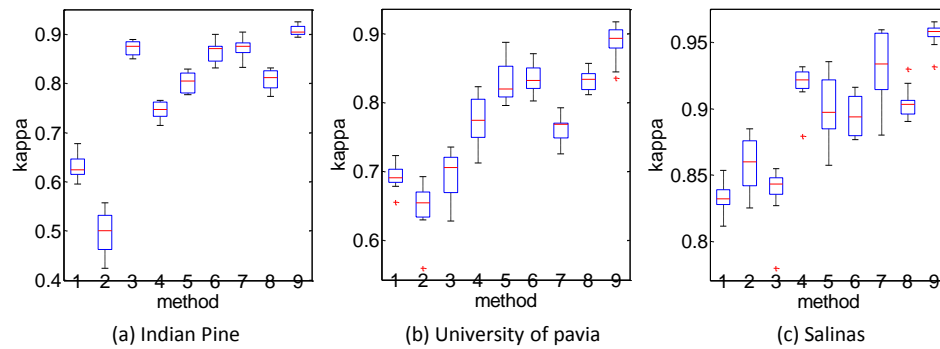 0.9
0.8
0.7
0.6
0.5
0.4
kappa
1 2 3 4 5 6 7 8 9
method
(a) Indian Pine
0.9
0.8
0.7
0.6
kappa
1 2 3 4 5 6 7 8 9
method
(b) University of pavia
0.95
0.9
0.85
0.8
kappa
1 2 3 4 5 6 7 8 9
method
(c) Salinas